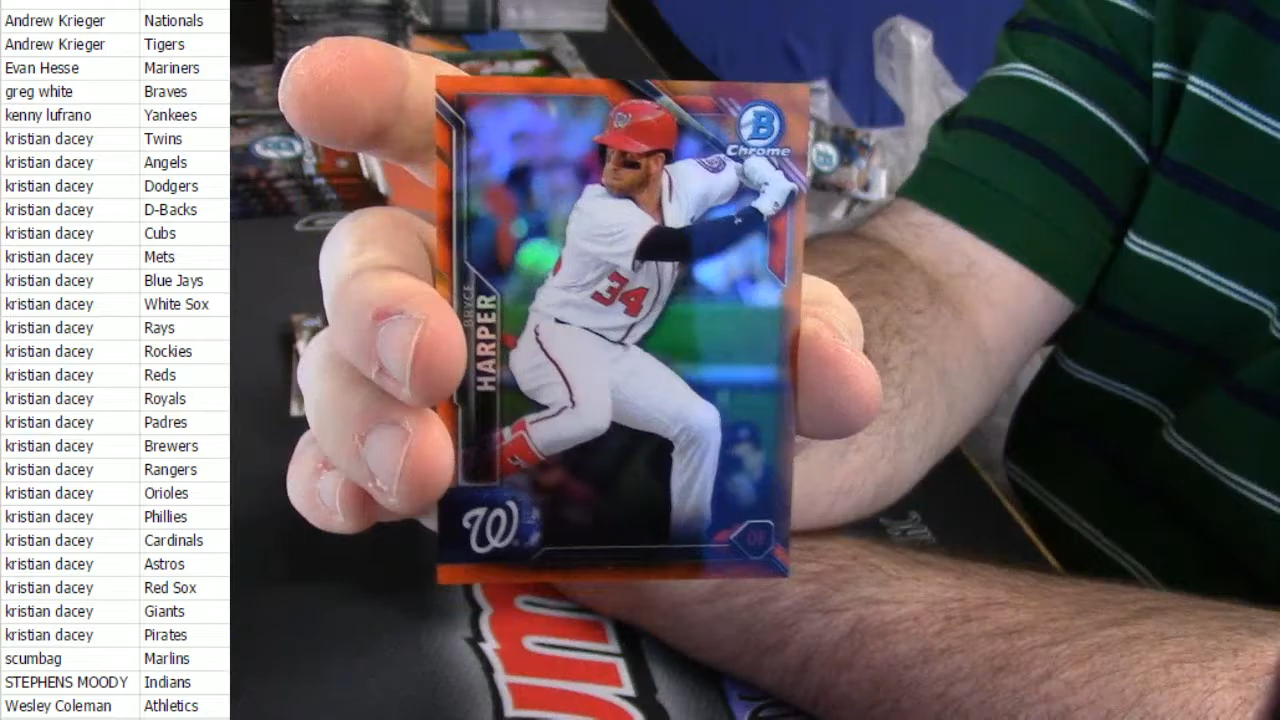 Andrew Krieger Nationals
Andrew Krieger Tigers
Evan Hesse Mariners
greg white Braves
kenny lufrano Yankees
kristian dacey Twins
kristian dacey Angels
kristian dacey Dodgers
kristian dacey D-Backs
kristian dacey Cubs
kristian dacey Mets
kristian dacey Blue Jays
kristian dacey White Sox
kristian dacey Rays
kristian dacey Rockies
kristian dacey Reds
kristian dacey Royals
kristian dacey Padres
kristian dacey Brewers
kristian dacey Rangers
kristian dacey Orioles
kristian dacey Phillies
kristian dacey Cardinals
kristian dacey Astros
kristian dacey Red Sox
kristian dacey Giants
kristian dacey Pirates
scumbag Marlins
STEPHENS MOODY Indians
Wesley Coleman Athletics
B
Chrome
34
BRYCE
HARPER
W
OF